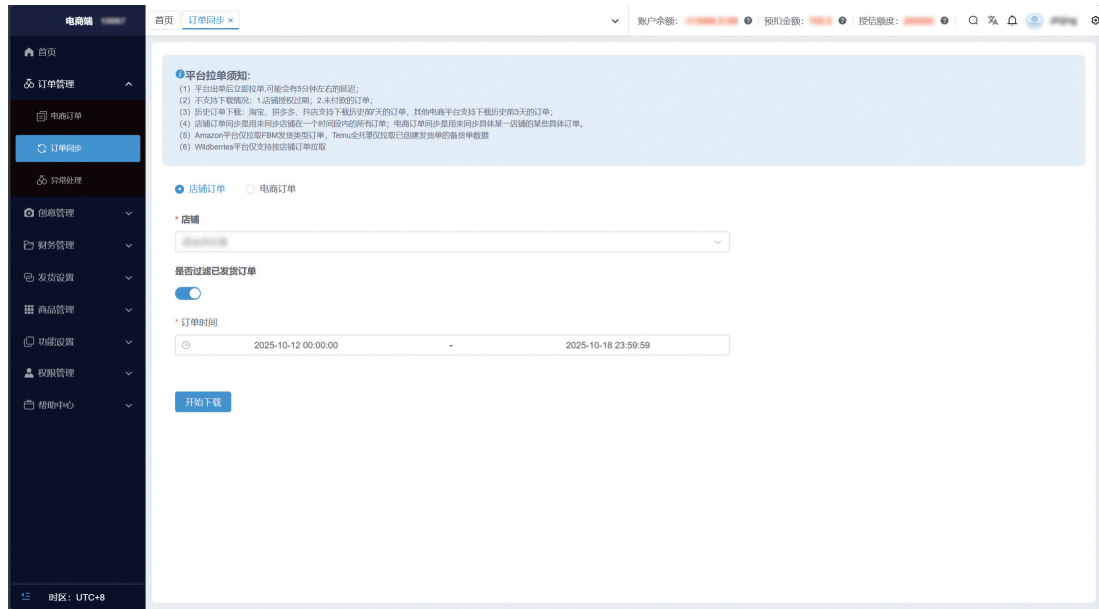 电商端
首页 订单同步 ×
账户余额: 预扣金额: 授信额度:
首页
订单管理
电商订单
订单同步
异常处理
创意管理
财务管理
发货设置
商品管理
功能设置
权限管理
帮助中心
时区: UTC+8
平台拉单须知:
(1) 平台出单后立即拉单,可能会有5分钟左右的延迟;
(2) 不支持下载情况: 1.店铺授权过期; 2.未付款的订单;
(3) 历史订单下载: 淘宝、拼多多、抖店支持下载历史前7天的订单, 其他电商平台支持下载历史前3天的订单;
(4) 店铺订单同步是用来同步店铺在一个时间段内的所有订单; 电商订单同步是用来同步具体某一店铺的某些具体订单。
(5) Amazon平台仅拉取FBM发货类型订单, Temu全托管仅拉取已创建发货单的备货单数据
(6) Wildberries平台仅支持按店铺订单拉取
店铺订单 电商订单
* 店铺
是否过滤已发货订单
* 订单时间
2025-10-12 00:00:00 - 2025-10-18 23:59:59
开始下载